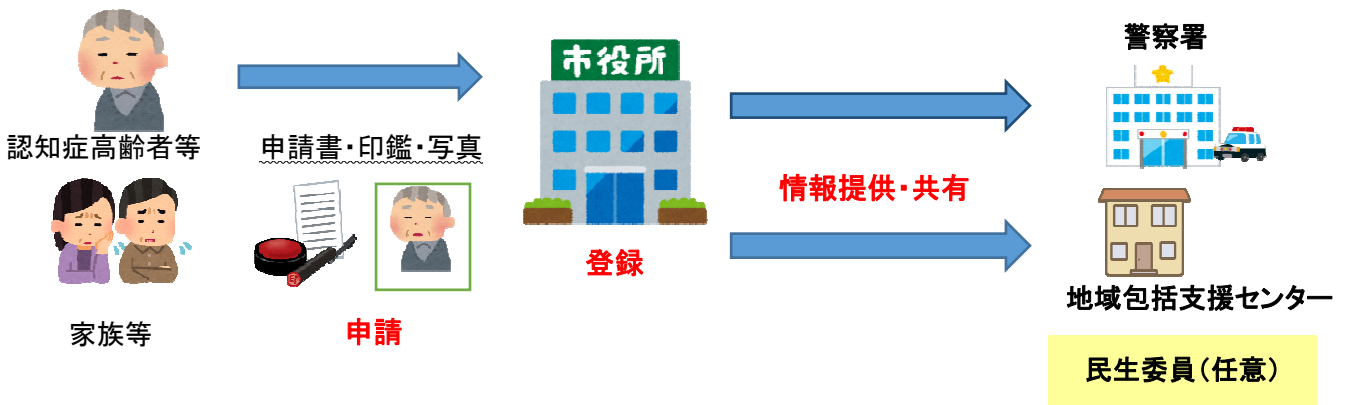 認知症高齢者等
家族等
申請書・印鑑・写真
申請
市役所
登録
情報提供・共有
警察署
地域包括支援センター
民生委員（任意）